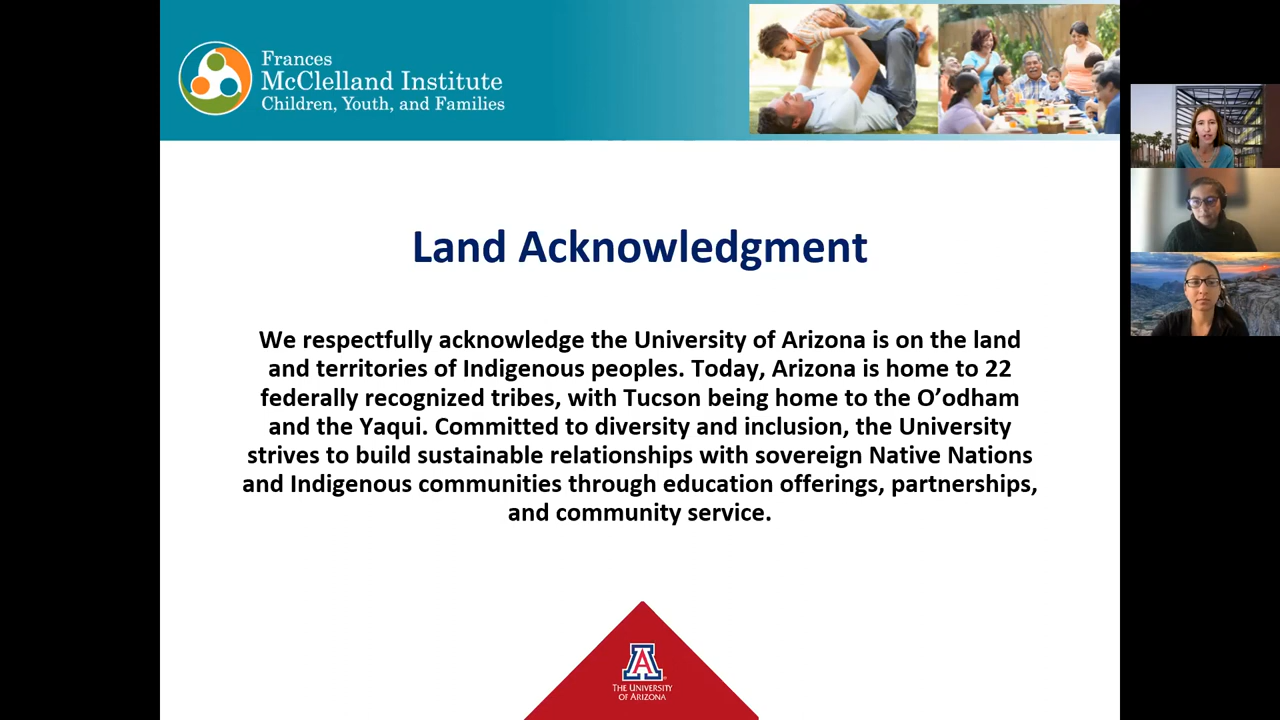 Frances
McClelland Institute
Children, Youth, and Families
Land Acknowledgment
We respectfully acknowledge the University of Arizona is on the land
and territories of Indigenous peoples. Today, Arizona is home to 22
federally recognized tribes, with Tucson being home to the O’odham
and the Yaqui. Committed to diversity and inclusion, the University
strives to build sustainable relationships with sovereign Native Nations
and Indigenous communities through education offerings, partnerships,
and community service.
A
THE UNIVERSITY
OF ARIZONA